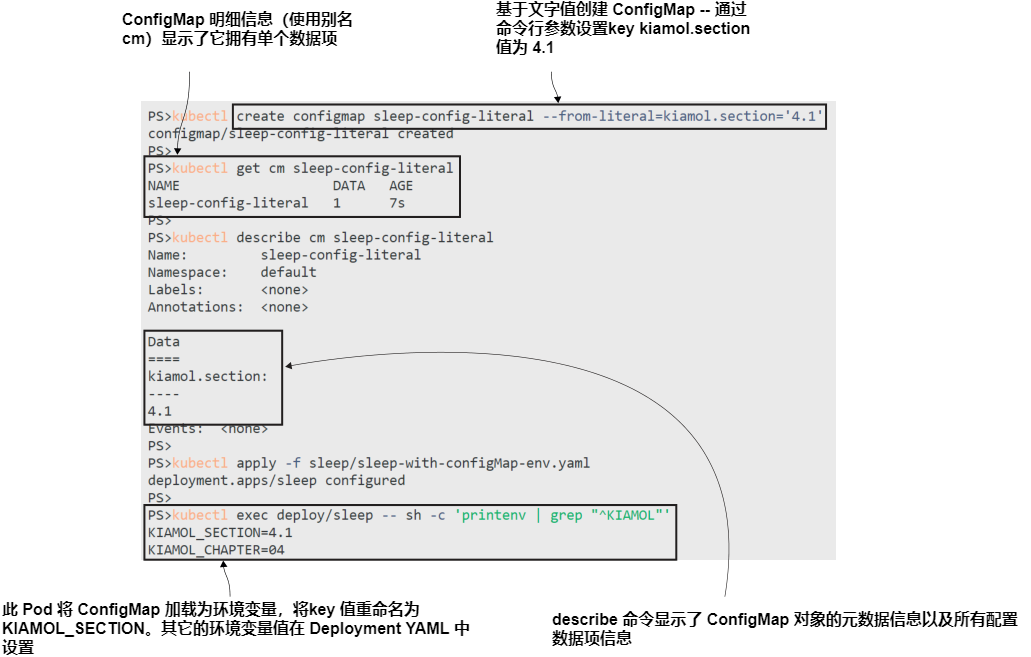 ConfigMap 明细信息（使用别名
cm）显示了它拥有单个数据项
基于文字值创建 ConfigMap -- 通过
命令行参数设置key kiamol.section
值为 4.1
PS>kubectl create configmap sleep-config-literal --from-literal=kiamol.section='4.1'
configmap/sleep-config-literal created
PS>
PS>kubectl get cm sleep-config-literal
NAME DATA AGE
sleep-config-literal 1 7s
PS>
PS>kubectl describe cm sleep-config-literal
Name: sleep-config-literal
Namespace: default
Labels: <none>
Annotations: <none>
Data
====
kiamol.section:
----
4.1
Events: <none>
PS>
PS>kubectl apply -f sleep/sleep-with-configMap-env.yaml
deployment.apps/sleep configured
PS>
PS>kubectl exec deploy/sleep -- sh -c 'printenv | grep "^KIAMOL"'
KIAMOL_SECTION=4.1
KIAMOL_CHAPTER=04
此 Pod 将 ConfigMap 加载为环境变量，将key 值重命名为
KIAMOL_SECTION。其它的环境变量值在 Deployment YAML 中
设置
describe 命令显示了 ConfigMap 对象的元数据信息以及所有配置
数据项信息